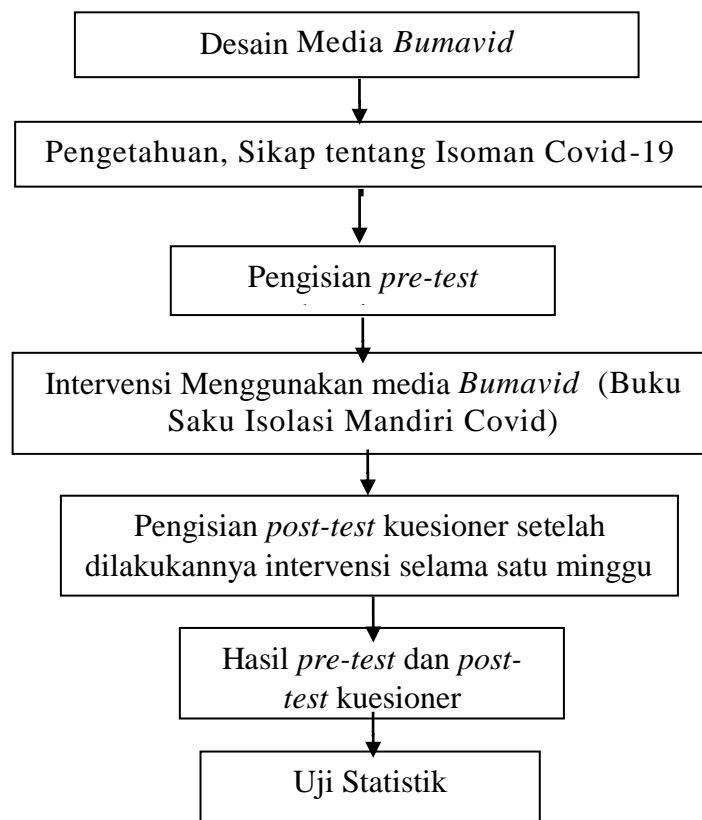 Desain Media Bumavid
Pengetahuan, Sikap tentang Isoman Covid-19
Pengisian pre-test
Intervensi Menggunakan media Bumavid (Buku
Saku Isolasi Mandiri Covid)
Pengisian post-test kuesioner setelah
dilakukannya intervensi selama satu minggu
Hasil pre-test dan post-
test kuesioner
Uji Statistik